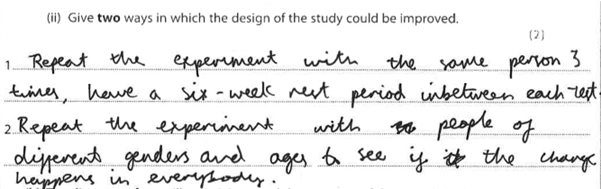 (ii) Give two ways in which the design of the study could be improved.
(2)
1 Repeat the experiment with the same person 3
times, have a six-week rest period inbetween each test.
2 Repeat the experiment with people of
different genders and ages to see if the change
happens in everybody.